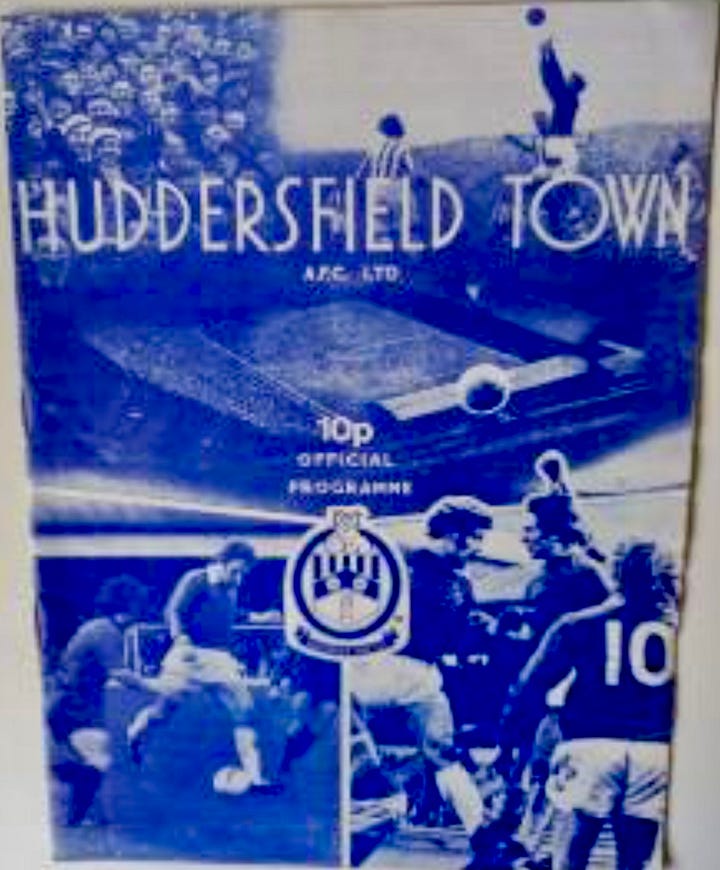 HUDDERSFIELD TOWN
A.F.C. LTD
10p
OFFICIAL
PROGRAMME
10